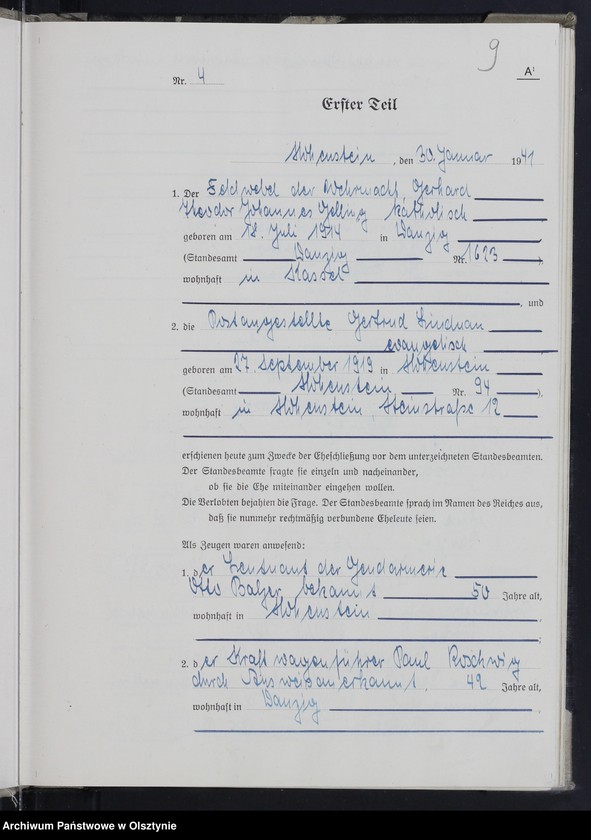 9
Nr. 4 A¹
Erster Teil
Hohenstein, den 30. Januar 1941
1. Der Feldwebel der Wehrmacht, Gerhard
Theodor Johannes Gelling katholisch
geboren am 18. Juli 1914 in Danzig
(Standesamt Danzig Nr. 1623)
wohnhaft in Kassel
, und
2. die Postangestellte Gertrud
evangelisch
geboren am 27. September 1919 in Hohenstein
(Standesamt Hohenstein Nr. 94),
wohnhaft in Hohenstein Steinstraße 12
erschienen heute zum Zwecke der Eheschließung vor dem unterzeichneten Standesbeamten.
Der Standesbeamte fragte sie einzeln und nacheinander,
ob sie die Ehe miteinander eingehen wollen.
Die Verlobten bejahten die Frage. Der Standesbeamte sprach im Namen des Reiches aus,
daß sie nunmehr rechtmäßig verbundene Eheleute seien.
Als Zeugen waren anwesend:
1. der Leutnant der Gendarmerie
Otto Balzer, bekannt 50 Jahre alt,
wohnhaft in Hohenstein,
;
2. der Kraftwagenführer Paul Roschwig
durch Ausweis anerkannt. 42 Jahre alt,
wohnhaft in Danzig,
Archiwum Państwowe w Olsztynie